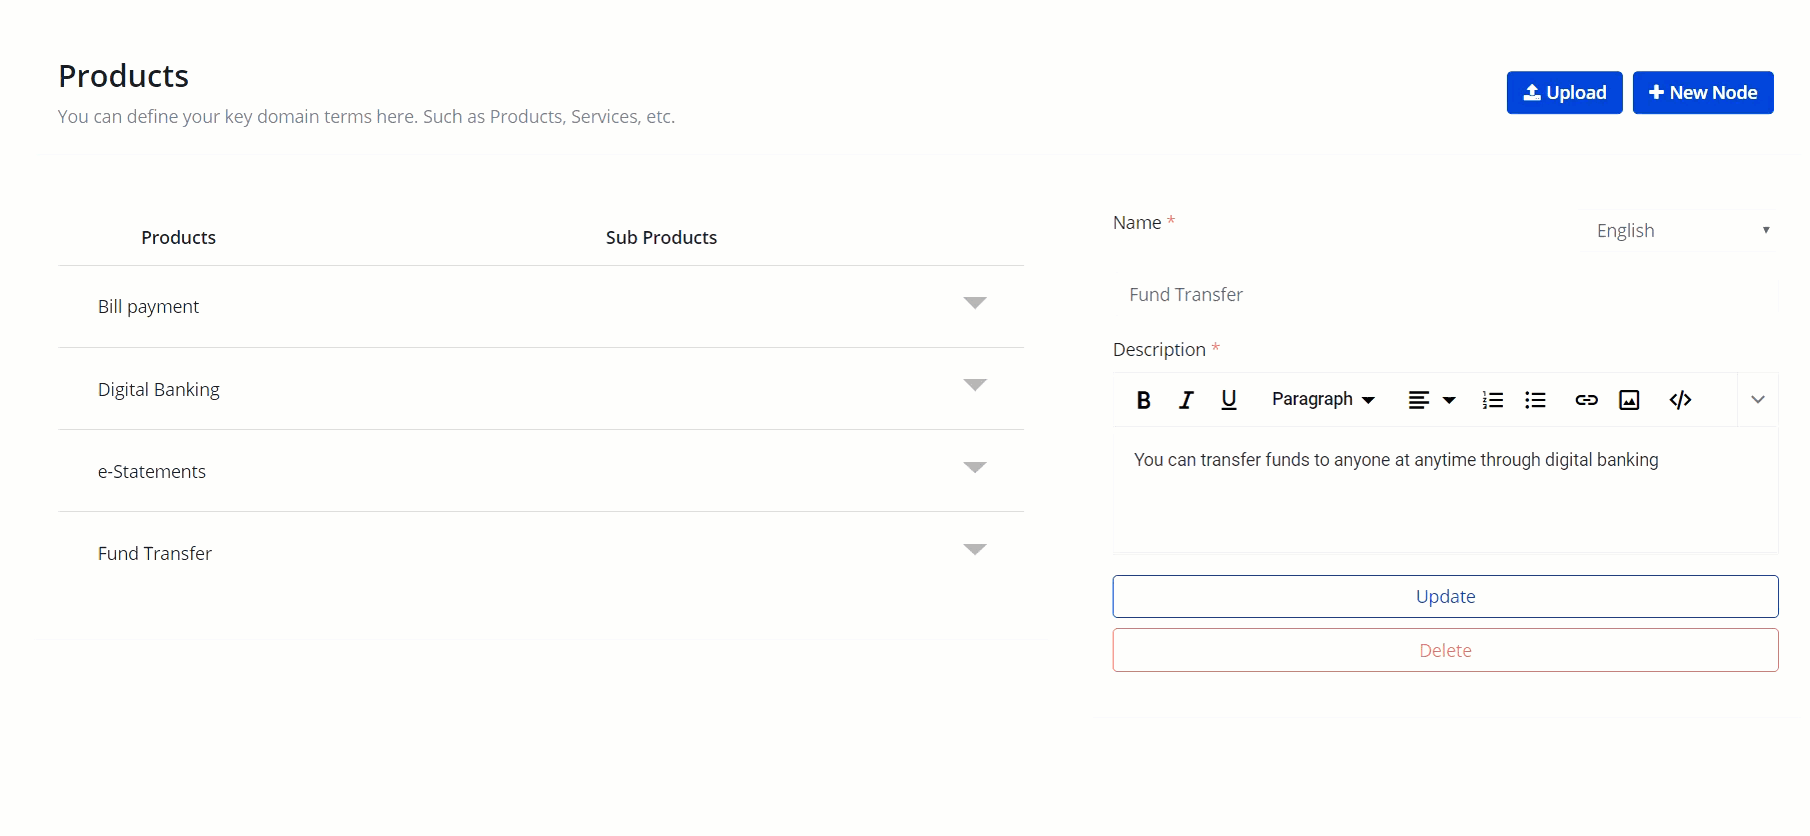 Products
You can define your key domain terms here. Such as Products, Services, etc.
Upload
New Node
Products
Sub Products
Bill payment
Digital Banking
e-Statements
Fund Transfer
Name *
English
Fund Transfer
Description *
B I U Paragraph
You can transfer funds to anyone at anytime through digital banking
Update
Delete